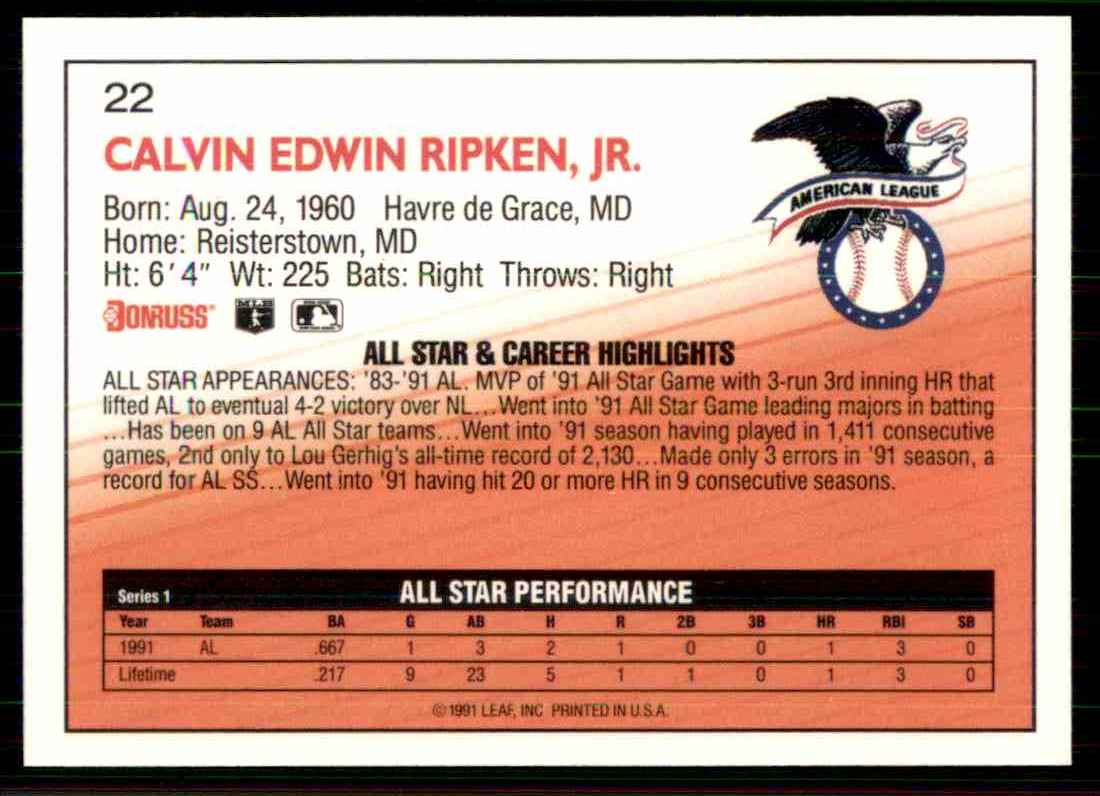 22
CALVIN EDWIN RIPKEN, JR.
AMERICAN LEAGUE
Born: Aug. 24, 1960 Havre de Grace, MD
Home: Reisterstown, MD
Ht: 6' 4" Wt: 225 Bats: Right Throws: Right
DONRUSS MLB
ALL STAR & CAREER HIGHLIGHTS
ALL STAR APPEARANCES: '83-'91 AL. MVP of '91 All Star Game with 3-run 3rd inning HR that
lifted AL to eventual 4-2 victory over NL...Went into '91 All Star Game leading majors in batting
...Has been on 9 AL All Star teams...Went into '91 season having played in 1,411 consecutive
games, 2nd only to Lou Gerhig's all-time record of 2,130...Made only 3 errors in '91 season, a
record for AL SS...Went into '91 having hit 20 or more HR in 9 consecutive seasons.
Series 1 ALL STAR PERFORMANCE
Year Team BA G AB H R 2B 3B HR RBI SB
1991 AL .667 1 3 2 1 0 0 1 3 0
Lifetime .217 9 23 5 1 1 0 1 3 0
© 1991 LEAF, INC PRINTED IN U.S.A.